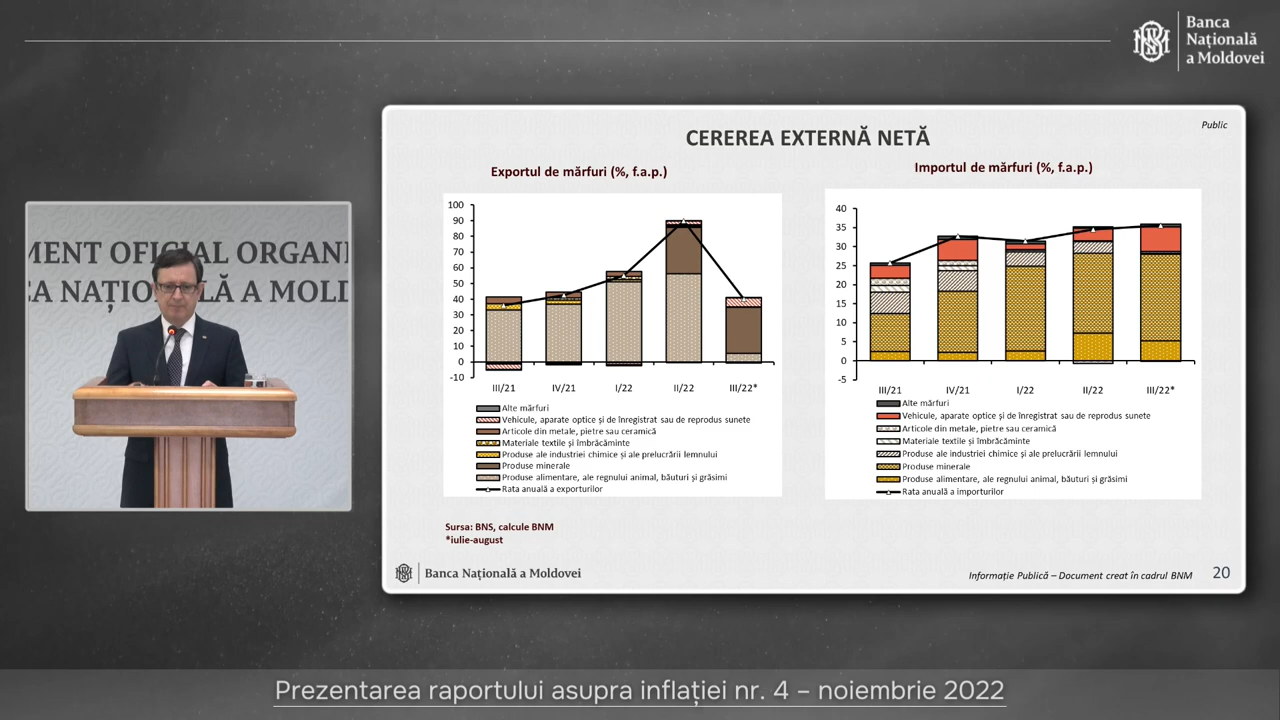 Banca
Națională
a Moldovei
Public
CEREREA EXTERNĂ NETĂ
Exportul de mărfuri (%, f.a.p.)
100
90
80
70
60
50
40
30
20
10
0
-10
III/21 IV/21 I/22 II/22 III/22*
Alte mărfuri
Vehicule, aparate optice și de înregistrat sau de reprodus sunete
Articole din metale, pietre sau ceramică
Materiale textile și îmbrăcăminte
Produse ale industriei chimice și ale prelucrării lemnului
Produse minerale
Produse alimentare, ale regnului animal, băuturi și grăsimi
Rata anuală a exporturilor
Importul de mărfuri (%, f.a.p.)
40
35
30
25
20
15
10
5
0
-5
III/21 IV/21 I/22 II/22 III/22*
Alte mărfuri
Vehicule, aparate optice și de înregistrat sau de reprodus sunete
Articole din metale, pietre sau ceramică
Materiale textile și îmbrăcăminte
Produse ale industriei chimice și ale prelucrării lemnului
Produse minerale
Produse alimentare, ale regnului animal, băuturi și grăsimi
Rata anuală a importurilor
Sursa: BNS, calcule BNM
*iulie-august
Banca Națională a Moldovei
Informație Publică – Document creat în cadrul BNM
20
MENT OFICIAL ORGANI
CA NAȚIONALĂ A MOLD
Prezentarea raportului asupra inflației nr. 4 – noiembrie 2022